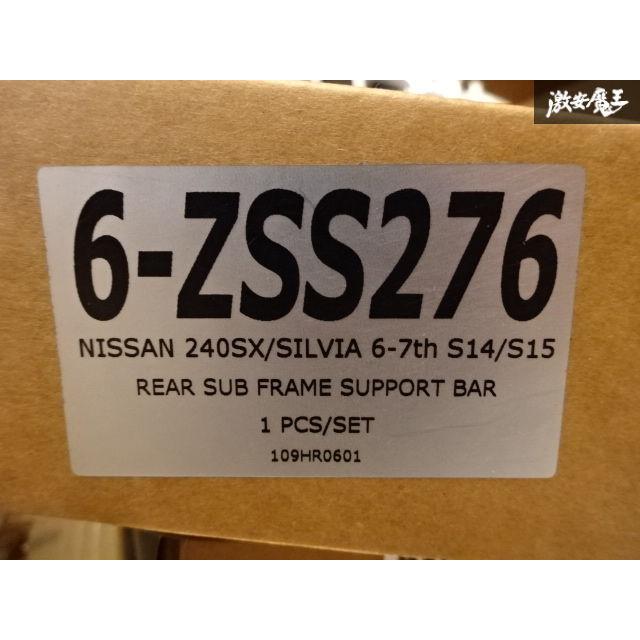 激安魔王
6-ZSS276
NISSAN 240SX/SILVIA 6-7th S14/S15
REAR SUB FRAME SUPPORT BAR
1 PCS/SET
109HR0601